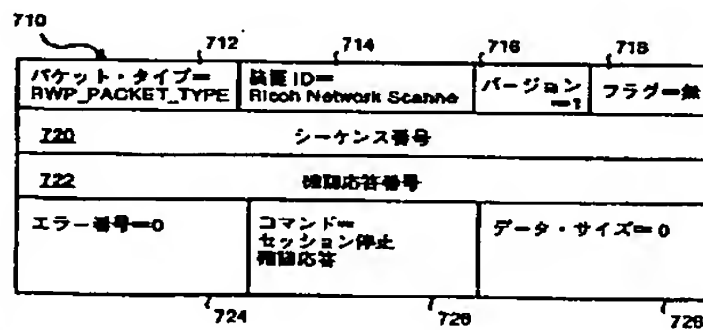 710
712
714
716
718
パケット・タイプ=
RWP_PACKET_TYPE
装置ID=
Ricoh Network Scanne
バージョン
=1
フラグ=無
720
シーケンス番号
722
確認応答番号
エラー番号=0
コマンド=
セッション停止
確認応答
データ・サイズ=0
724
726
728